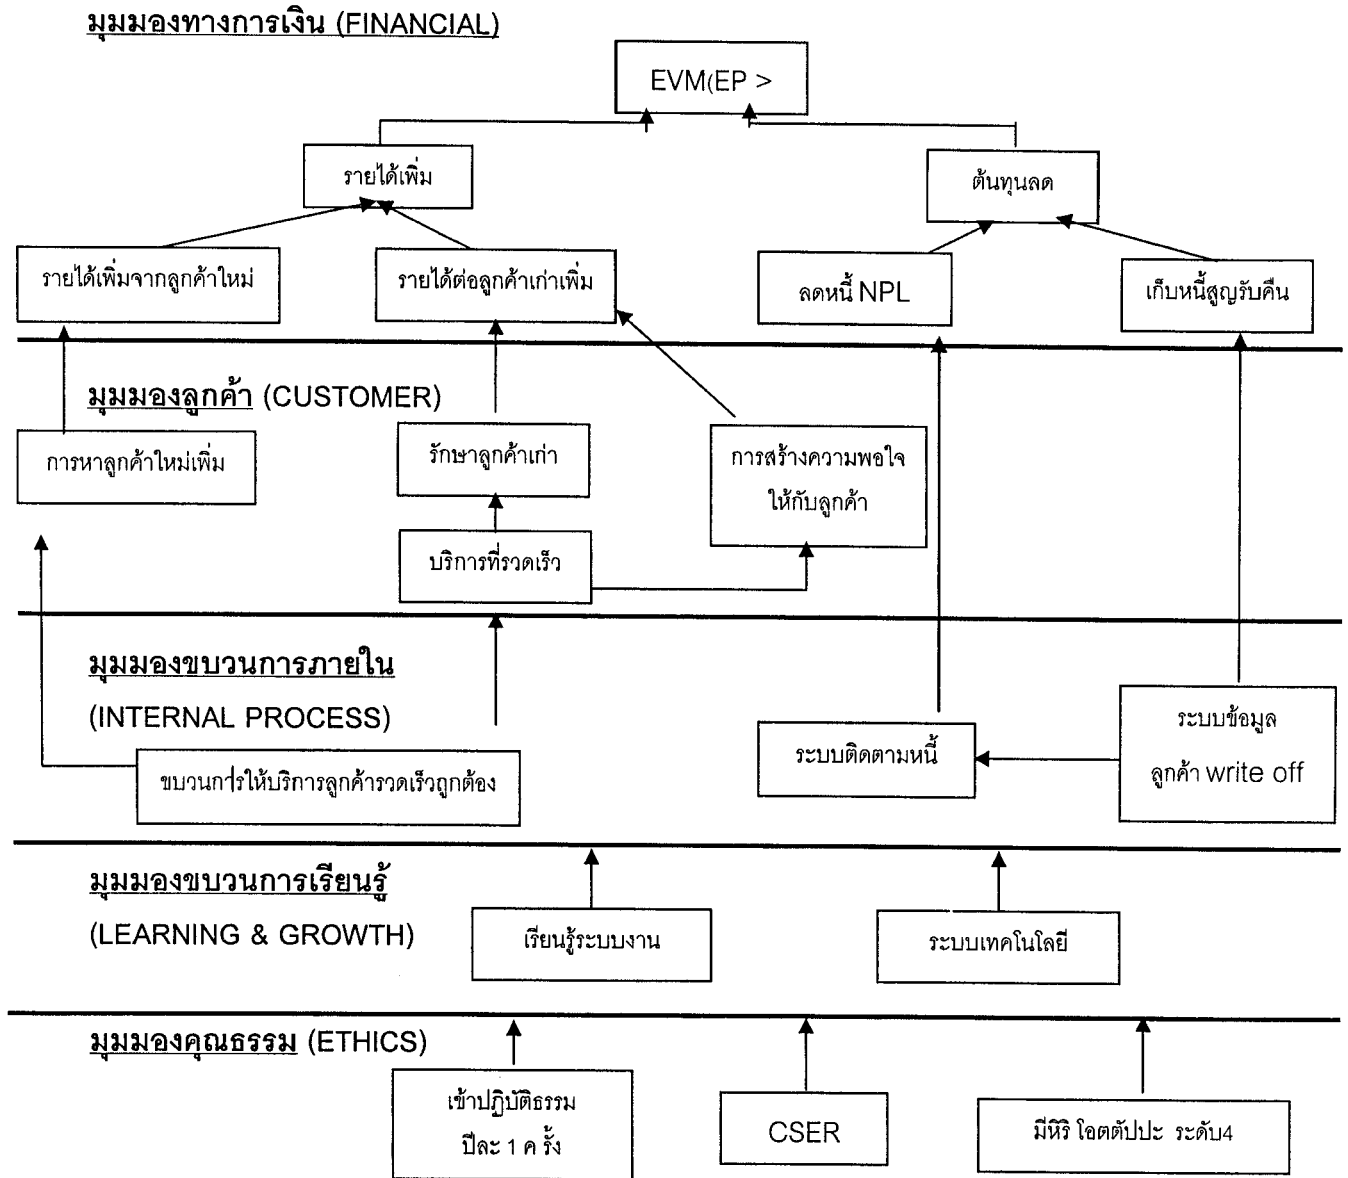 มุมมองทางการเงิน (FINANCIAL)
EVM(EP >
รายได้เพิ่ม
ต้นทุนลด
รายได้เพิ่มจากลูกค้าใหม่
รายได้ต่อลูกค้าเก่าเพิ่ม
ลดหนี้ NPL
เก็บหนี้สูญรับคืน
มุมมองลูกค้า (CUSTOMER)
การหาลูกค้าใหม่เพิ่ม
รักษาลูกค้าเก่า
การสร้างความพอใจ
ให้กับลูกค้า
บริการที่รวดเร็ว
มุมมองขบวนการภายใน
(INTERNAL PROCESS)
ขบวนการให้บริการลูกค้ารวดเร็วถูกต้อง
ระบบติดตามหนี้
ระบบข้อมูล
ลูกค้า write off
มุมมองขบวนการเรียนรู้
(LEARNING & GROWTH)
เรียนรู้ระบบงาน
ระบบเทคโนโลยี
มุมมองคุณธรรม (ETHICS)
เข้าปฏิบัติธรรม
ปีละ 1 ค รั้ง
CSER
มีหิริ โอตตัปปะ ระดับ4